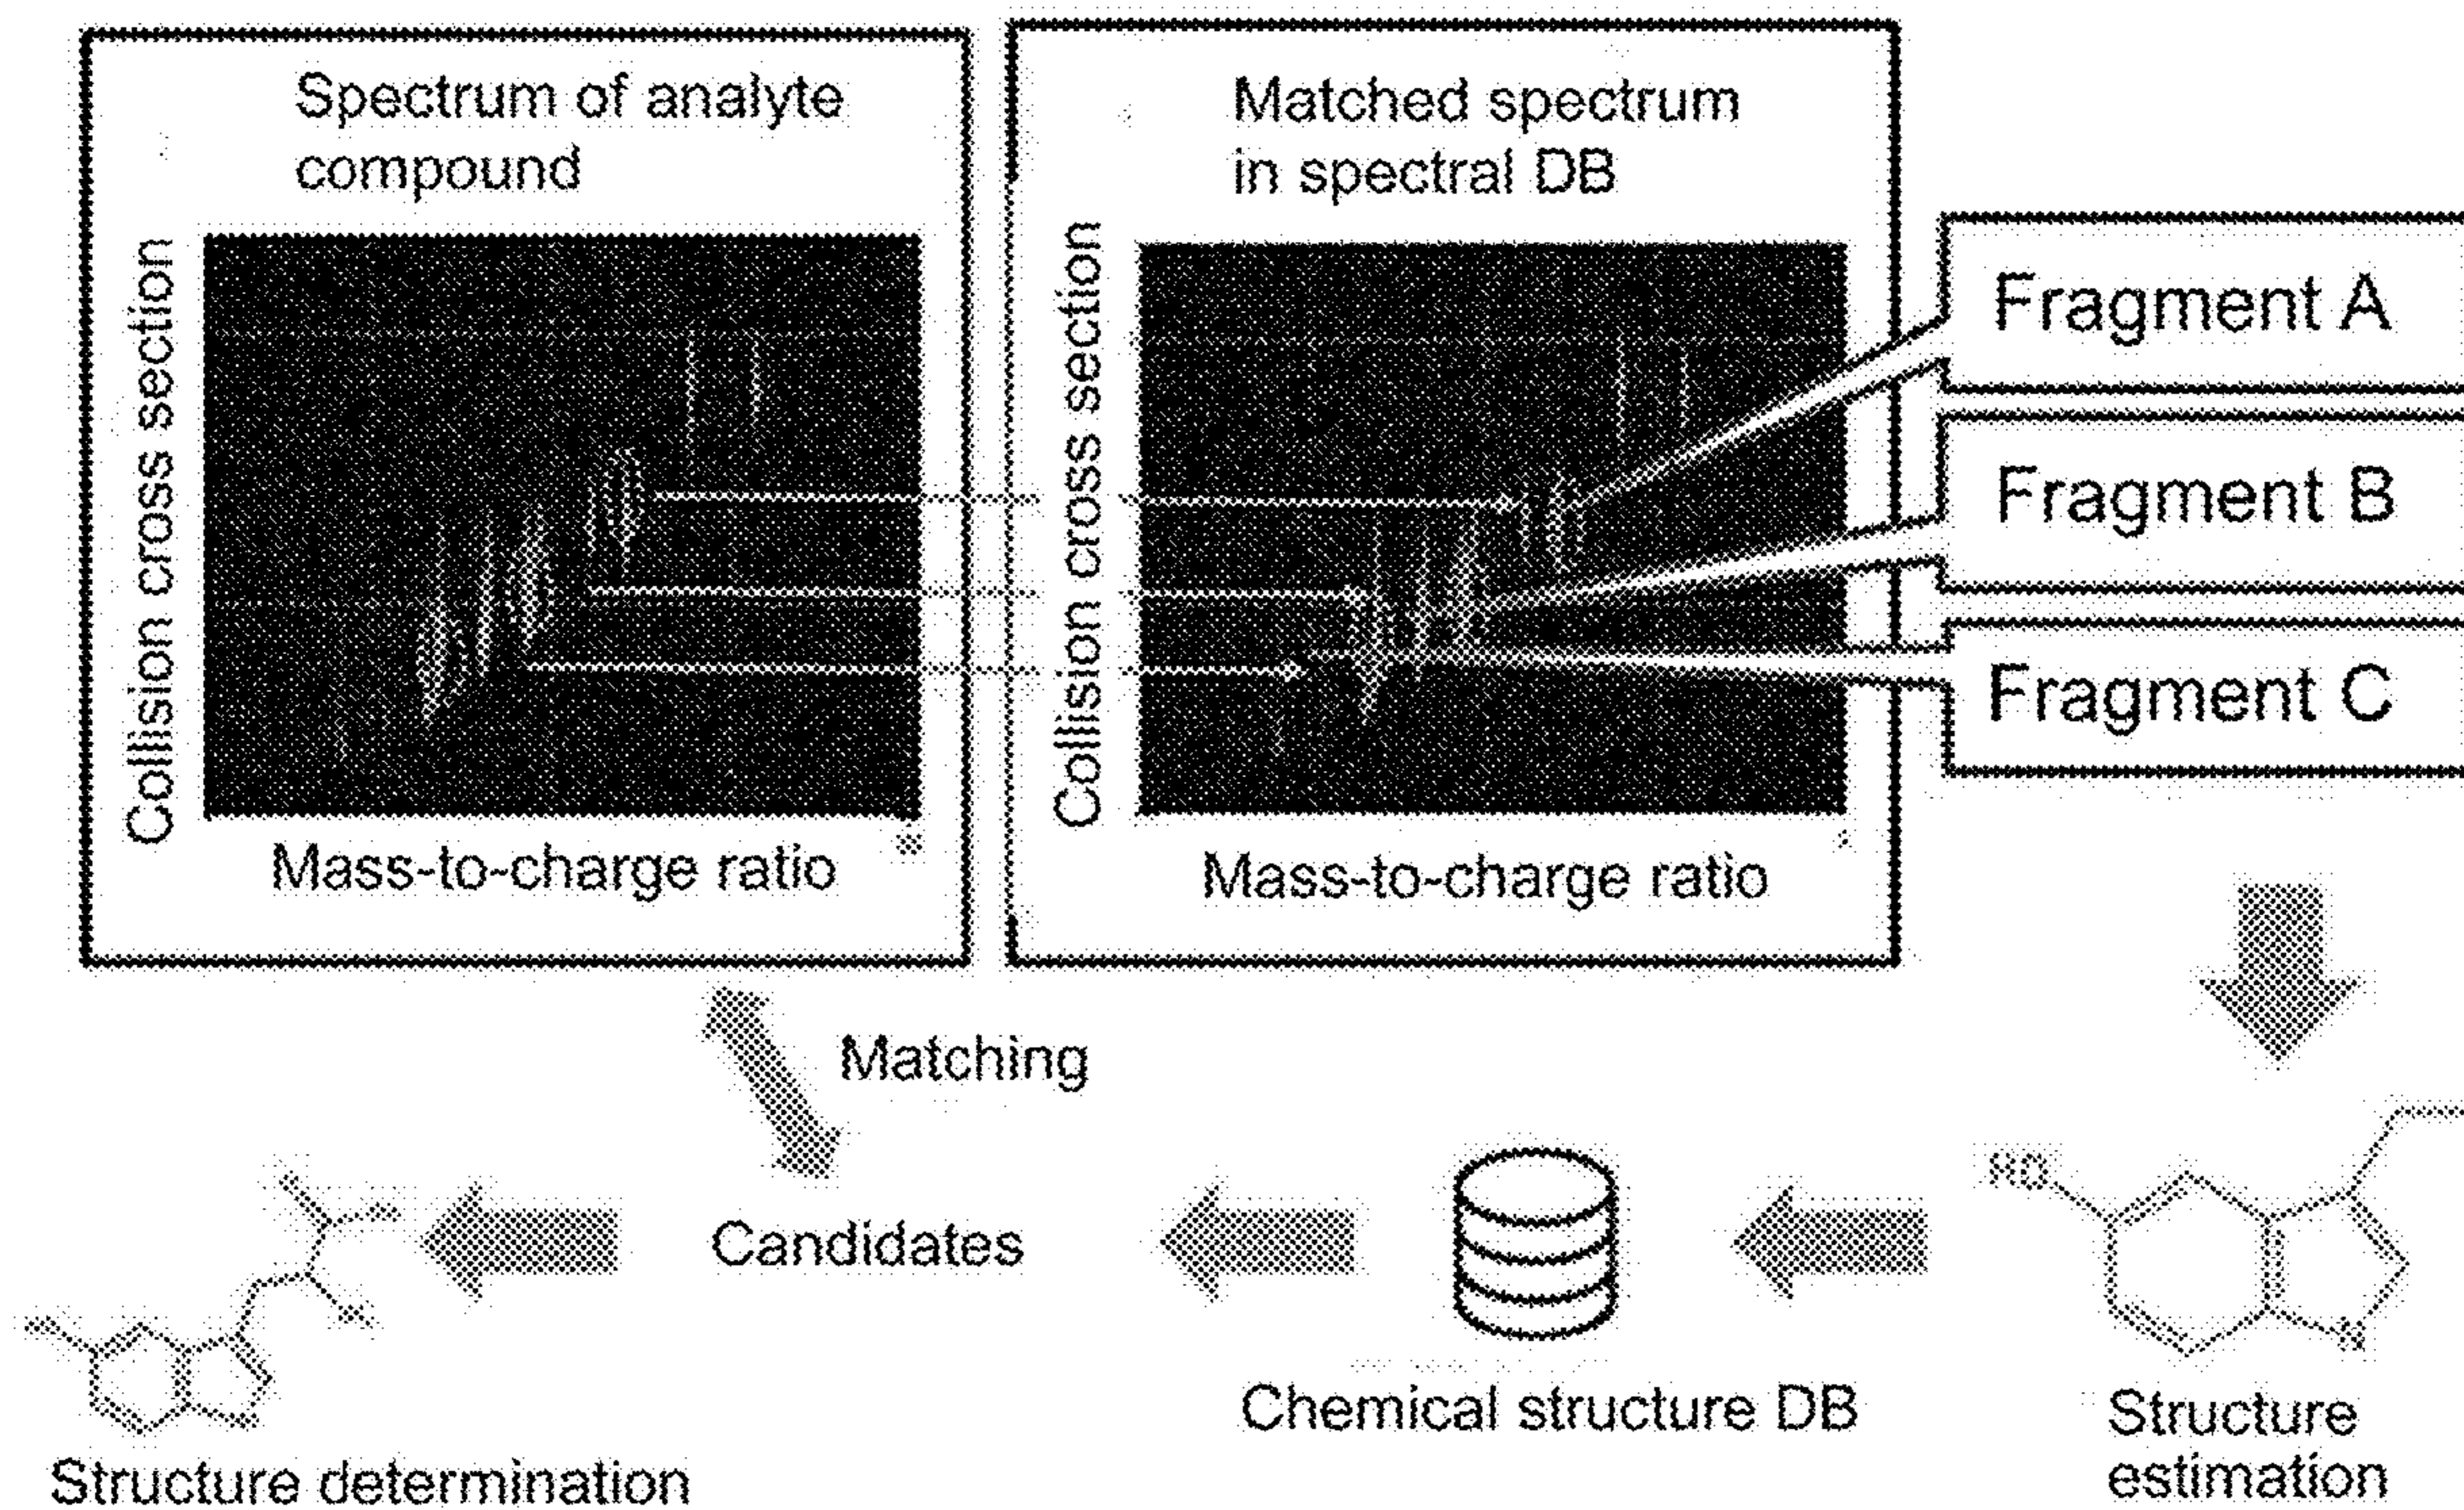 Spectrum of analyte
compound
Collision cross section
Mass-to-charge ratio
Matched spectrum
in spectral DB
Collision cross section
Mass-to-charge ratio
Fragment A
Fragment B
Fragment C
Matching
HO
Candidates
Chemical structure DB
Structure
estimation
Structure determination